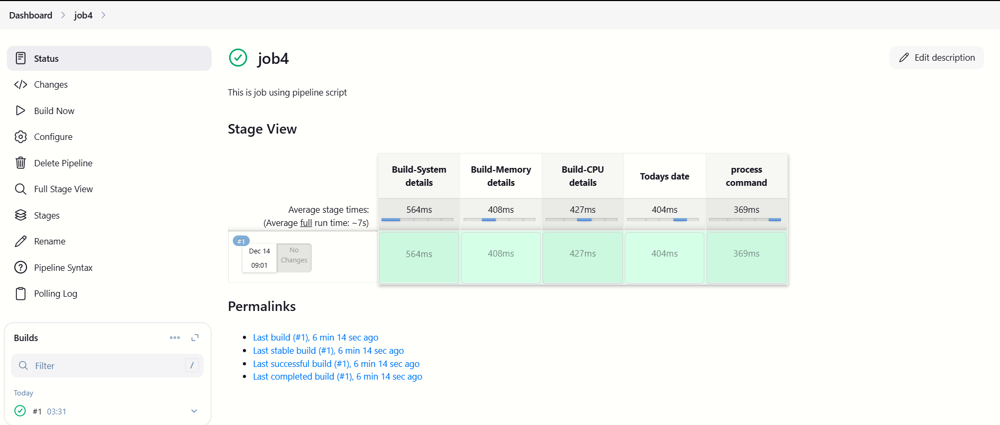 Dashboard > job4 >
Status
Changes
Build Now
Configure
Delete Pipeline
Full Stage View
Stages
Rename
Pipeline Syntax
Polling Log
Builds
Filter /
Today
#1 03:31
job4
Edit description
This is job using pipeline script
Stage View
Build-System details
Build-Memory details
Build-CPU details
Todays date
process command
Average stage times:
(Average full run time: ~7s)
564ms
408ms
427ms
404ms
369ms
#1
Dec 14
09:01
No
Changes
564ms
408ms
427ms
404ms
369ms
Permalinks
Last build (#1), 6 min 14 sec ago
Last stable build (#1), 6 min 14 sec ago
Last successful build (#1), 6 min 14 sec ago
Last completed build (#1), 6 min 14 sec ago